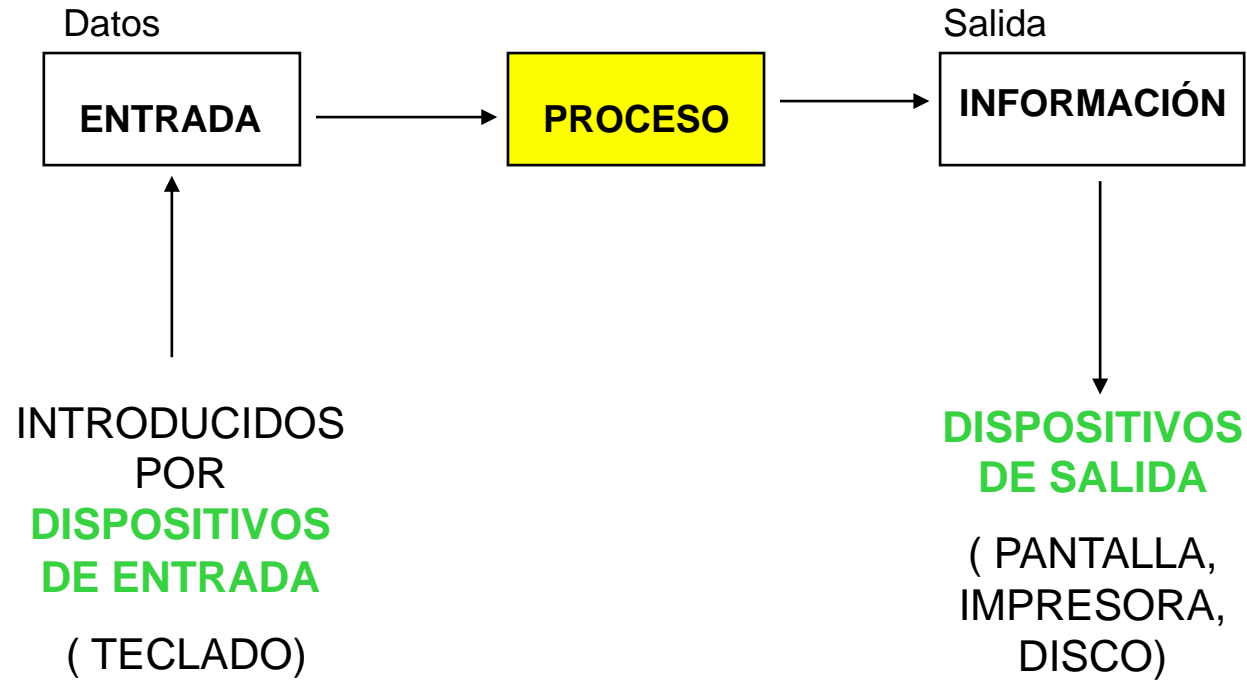 Datos
Salida
ENTRADA
PROCESO
INFORMACIÓN
INTRODUCIDOS
POR
DISPOSITIVOS
DE ENTRADA
( TECLADO)
DISPOSITIVOS
DE SALIDA
( PANTALLA,
IMPRESORA,
DISCO)